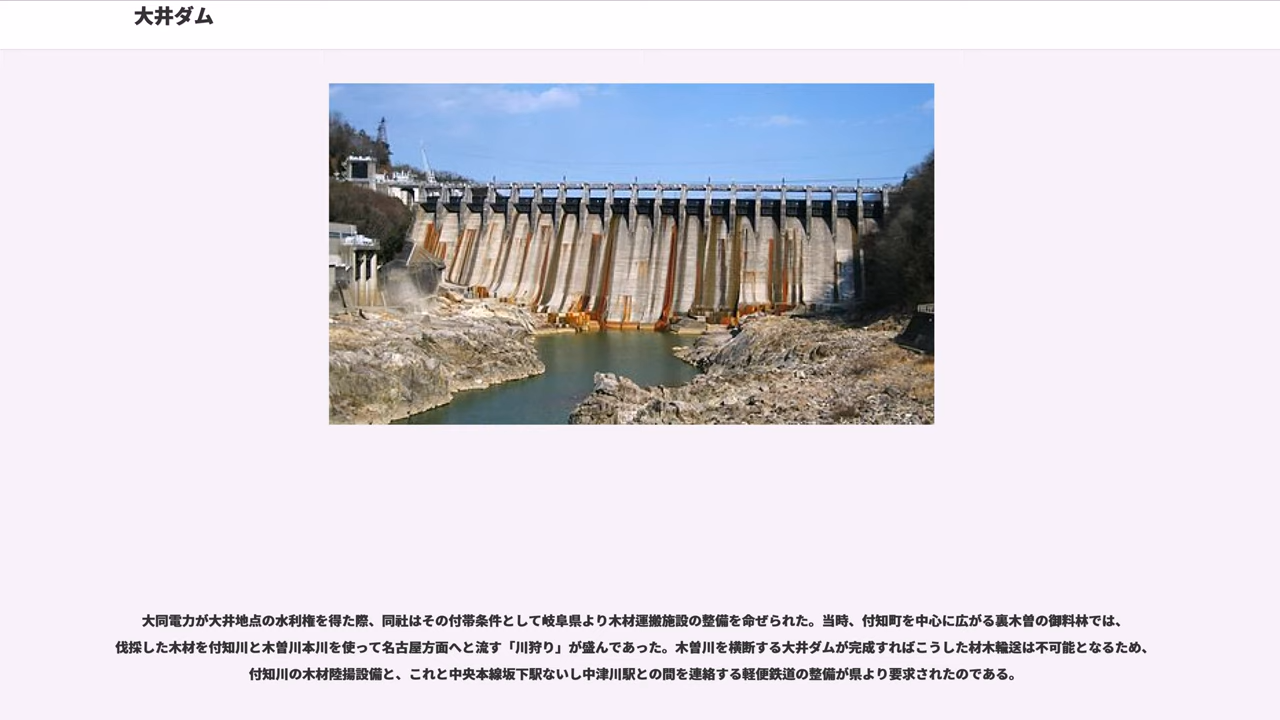 大井ダム
大同電力が大井地点の水利権を得た際、同社はその付帯条件として岐阜県より木材運搬施設の整備を命ぜられた。当時、付知町を中心に広がる裏木曽の御料林では、
伐採した木材を付知川と木曽川本川を使って名古屋方面へと流す「川狩り」が盛んであった。木曽川を横断する大井ダムが完成すればこうした材木輸送は不可能となるため、
付知川の木材陸揚設備と、これと中央本線坂下駅ないし中津川駅との間を連絡する軽便鉄道の整備が県より要求されたのである。